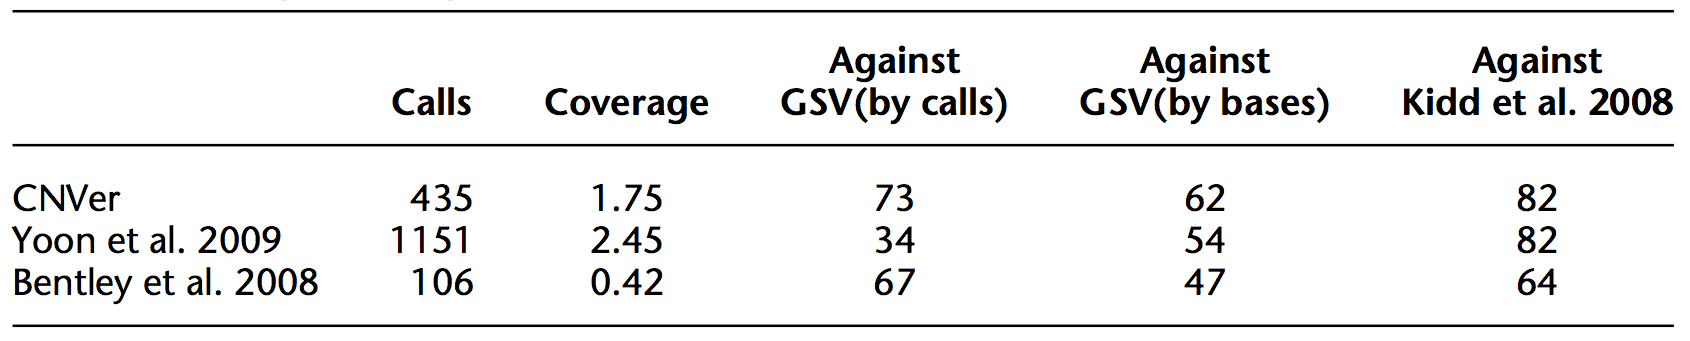 Against Against Against
Calls Coverage GSV(by calls) GSV(by bases) Kidd et al. 2008
CNVer 435 1.75 73 62 82
Yoon et al. 2009 1151 2.45 34 54 82
Bentley et al. 2008 106 0.42 67 47 64